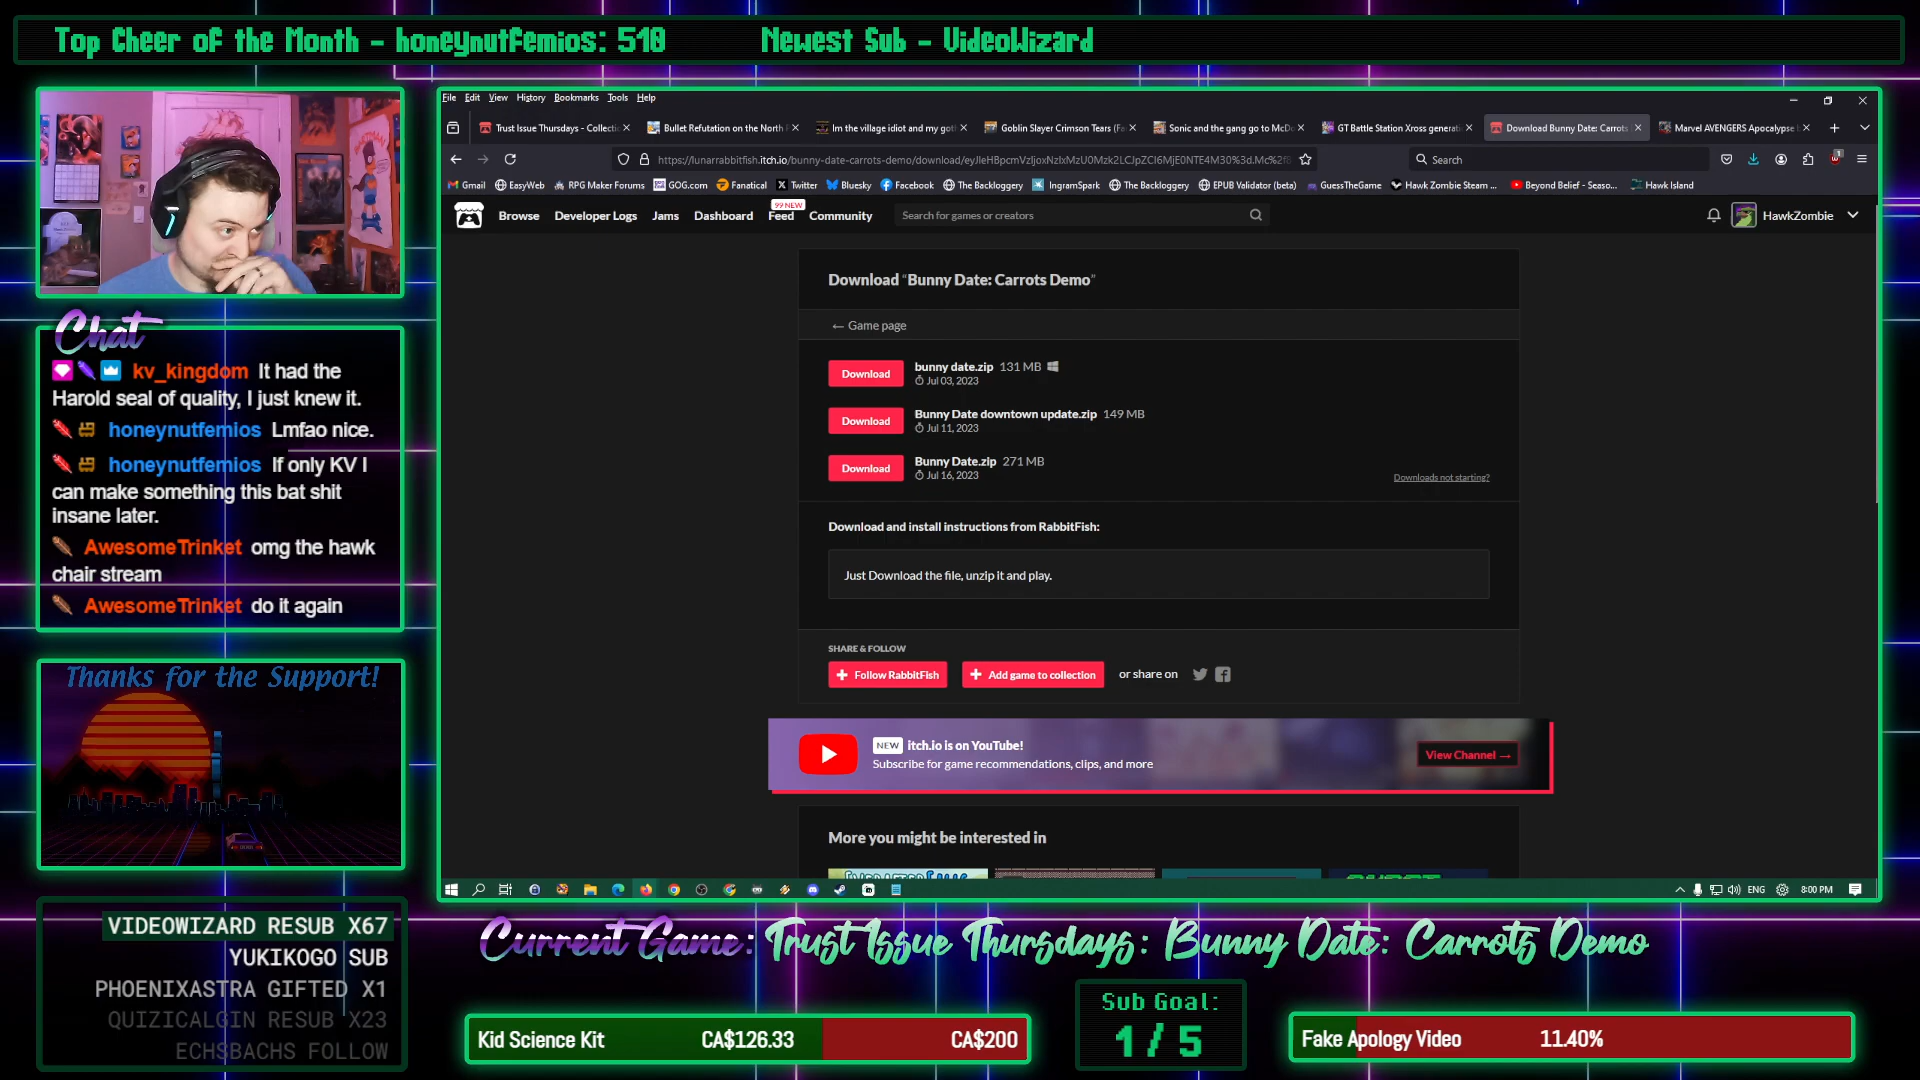 Top Cheer of the Month - honeynutfemios: 510
Newest Sub - VideoWizard
File Edit View History Bookmarks Tools Help
Trust Issue Thursdays - Collectic
Bullet Refutation on the North P
Im the village idiot and my goth
Goblin Slayer Crimson Tears (Fa
Sonic and the gang go to McDo
GT Battle Station Xross generati
Download Bunny Date: Carrots
Marvel AVENGERS Apocalypse E
Search
Gmail
EasyWeb
RPG Maker Forums
GOG.com
Fanatical
Twitter
Bluesky
Facebook
The Backloggery
IngramSpark
The Backloggery
EPUB Validator (beta)
GuessTheGame
Hawk Zombie Steam ...
Beyond Belief - Seaso...
Hawk Island
99 NEW
Browse Developer Logs Jams Dashboard Feed Community
Search for games or creators
HawkZombie
Download “Bunny Date: Carrots Demo”
← Game page
Download bunny date.zip 131 MB
Jul 03, 2023
Download Bunny Date downtown update.zip 149 MB
Jul 11, 2023
Download Bunny Date.zip 271 MB
Jul 16, 2023
Downloads not starting?
Download and install instructions from RabbitFish:
Just Download the file, unzip it and play.
SHARE & FOLLOW
Follow RabbitFish
Add game to collection
or share on
NEW itch.io is on YouTube!
Subscribe for game recommendations, clips, and more
View Channel →
More you might be interested in
ENG 8:00 PM
Chat
kv_kingdom It had the
Harold seal of quality, I just knew it.
honeynutfemios Lmfao nice.
honeynutfemios If only KV I
can make something this bat shit
insane later.
AwesomeTrinket omg the hawk
chair stream
AwesomeTrinket do it again
Thanks for the Support!
VIDEOWIZARD RESUB X67
YUKIKOGO SUB
PHOENIXASTRA GIFTED X1
QUIZICALGIN RESUB X23
ECHSBACHS FOLLOW
Current Game: Trust Issue Thursdays: Bunny Date: Carrots Demo
Kid Science Kit CA$126.33 CA$200
Sub Goal:
1 / 5
Fake Apology Video 11.40%